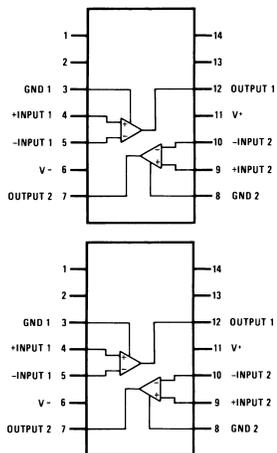 1 14
2 13
GND 1 3 12 OUTPUT 1
+INPUT 1 4 11 V+
−INPUT 1 5 10 −INPUT 2
V− 6 9 +INPUT 2
OUTPUT 2 7 8 GND 2
1 14
2 13
GND 1 3 12 OUTPUT 1
+INPUT 1 4 11 V+
−INPUT 1 5 10 −INPUT 2
V− 6 9 +INPUT 2
OUTPUT 2 7 8 GND 2